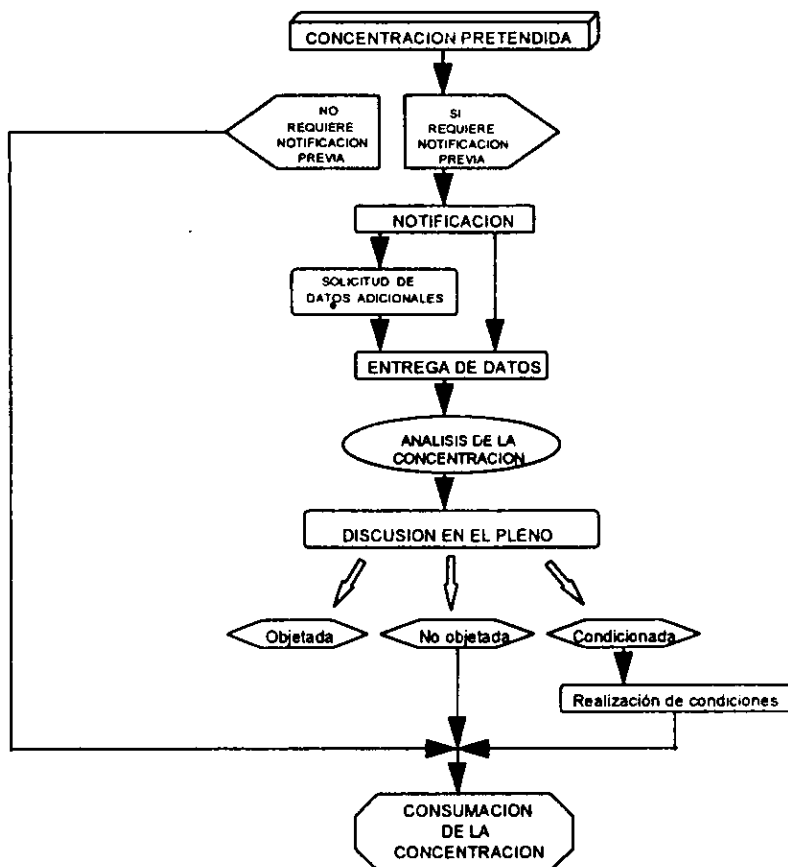 CONCENTRACION PRETENDIDA
NO
REQUIERE
NOTIFICACION
PREVIA
SI
REQUIERE
NOTIFICACION
PREVIA
NOTIFICACION
SOLICITUD DE
DATOS ADICIONALES
ENTREGA DE DATOS
ANALISIS DE LA
CONCENTRACION
DISCUSION EN EL PLENO
Objetada
No objetada
Condicionada
Realización de condiciones
CONSUMACION
DE LA
CONCENTRACION